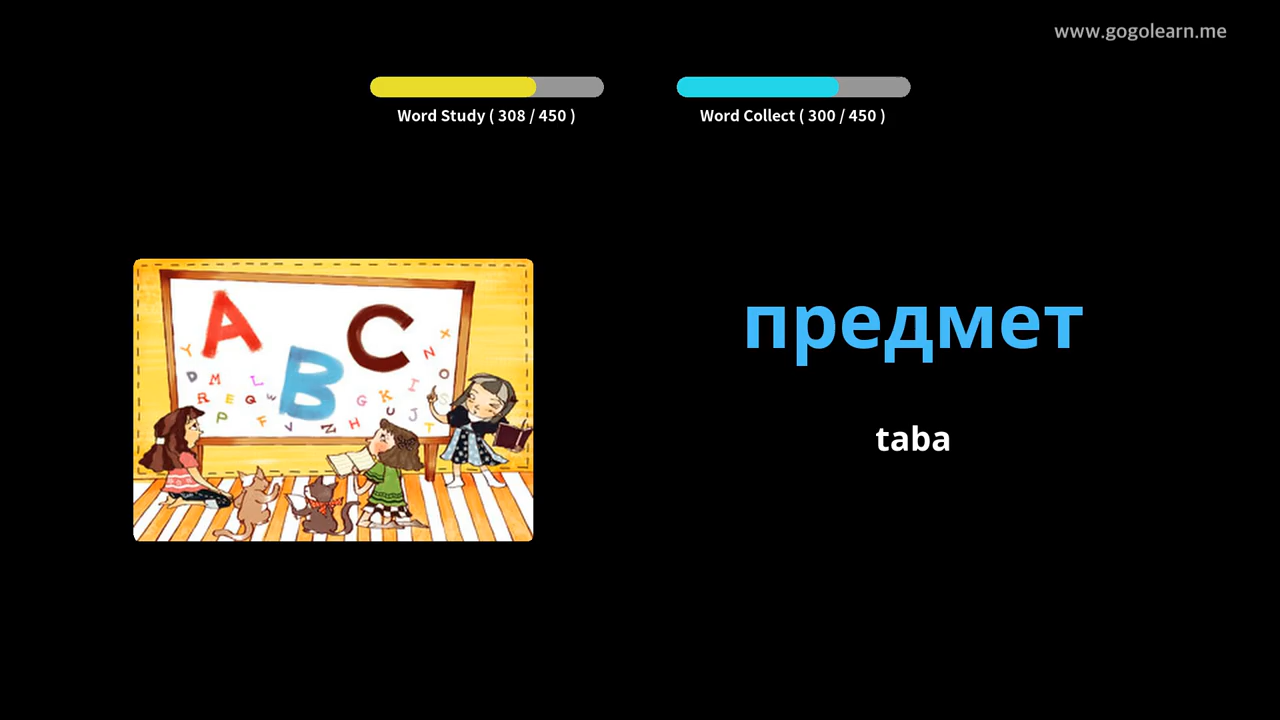 www.gogolearn.me
Word Study ( 308 / 450 )
Word Collect ( 300 / 450 )
A
B
C
Y
X
N
D
M
L
O
I
R
E
Q
W
G
K
S
P
F
V
Z
H
U
J
T
предмет
taba